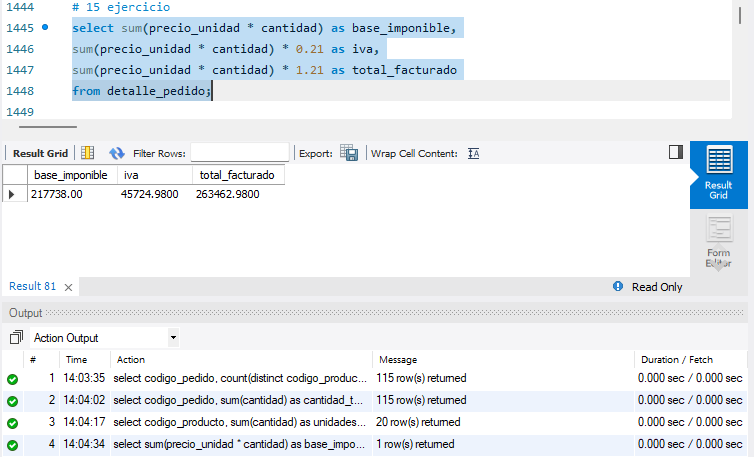 1444 # 15 ejercicio
1445 select sum(precio_unidad * cantidad) as base_imponible,
1446 sum(precio_unidad * cantidad) * 0.21 as iva,
1447 sum(precio_unidad * cantidad) * 1.21 as total_facturado
1448 from detalle_pedido;
1449
Result Grid Filter Rows: Export: Wrap Cell Content:
base_imponible iva total_facturado
217738.00 45724.9800 263462.9800
Result Grid
Form Editor
Result 81 Read Only
Output
Action Output
# Time Action Message Duration / Fetch
1 14:03:35 select codigo_pedido, count(distinct codigo_produc... 115 row(s) returned 0.000 sec / 0.000 sec
2 14:04:02 select codigo_pedido, sum(cantidad) as cantidad_t... 115 row(s) returned 0.000 sec / 0.000 sec
3 14:04:17 select codigo_producto, sum(cantidad) as unidades... 20 row(s) returned 0.000 sec / 0.000 sec
4 14:04:34 select sum(precio_unidad * cantidad) as base_impo... 1 row(s) returned 0.000 sec / 0.000 sec